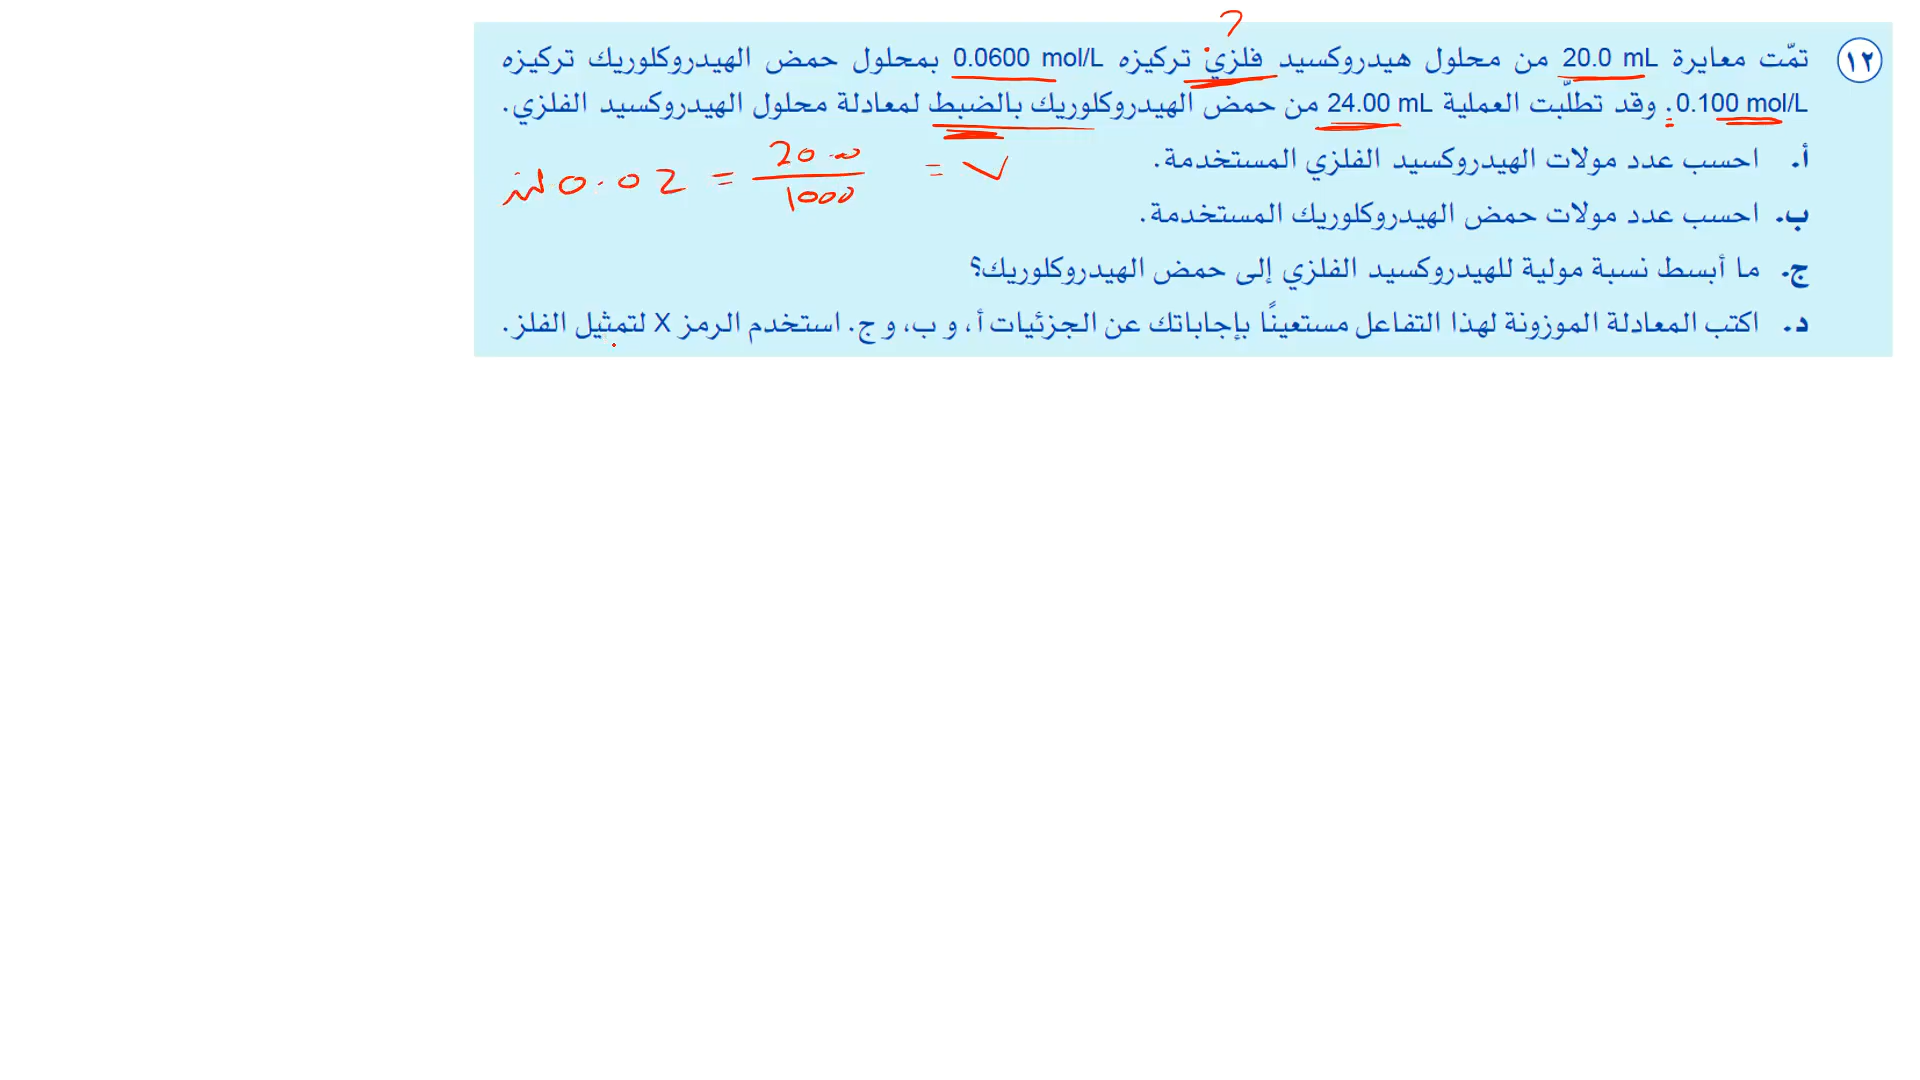 ?
١٢ تمّت معايرة 20.0 mL من محلول هيدروكسيد فلزي تركيزه 0.0600 mol/L بمحلول حمض الهيدروكلوريك تركيزه
0.100 mol/L. وقد تطلّبت العملية 24.00 mL من حمض الهيدروكلوريك بالضبط لمعادلة محلول الهيدروكسيد الفلزي.
أ. احسب عدد مولات الهيدروكسيد الفلزي المستخدمة.
V = 20.00 / 1000 = 0.02 لتر
ب. احسب عدد مولات حمض الهيدروكلوريك المستخدمة.
ج. ما أبسط نسبة مولية للهيدروكسيد الفلزي إلى حمض الهيدروكلوريك؟
د. اكتب المعادلة الموزونة لهذا التفاعل مستعينًا بإجاباتك عن الجزئيات أ، و ب، و ج. استخدم الرمز X لتمثيل الفلز.